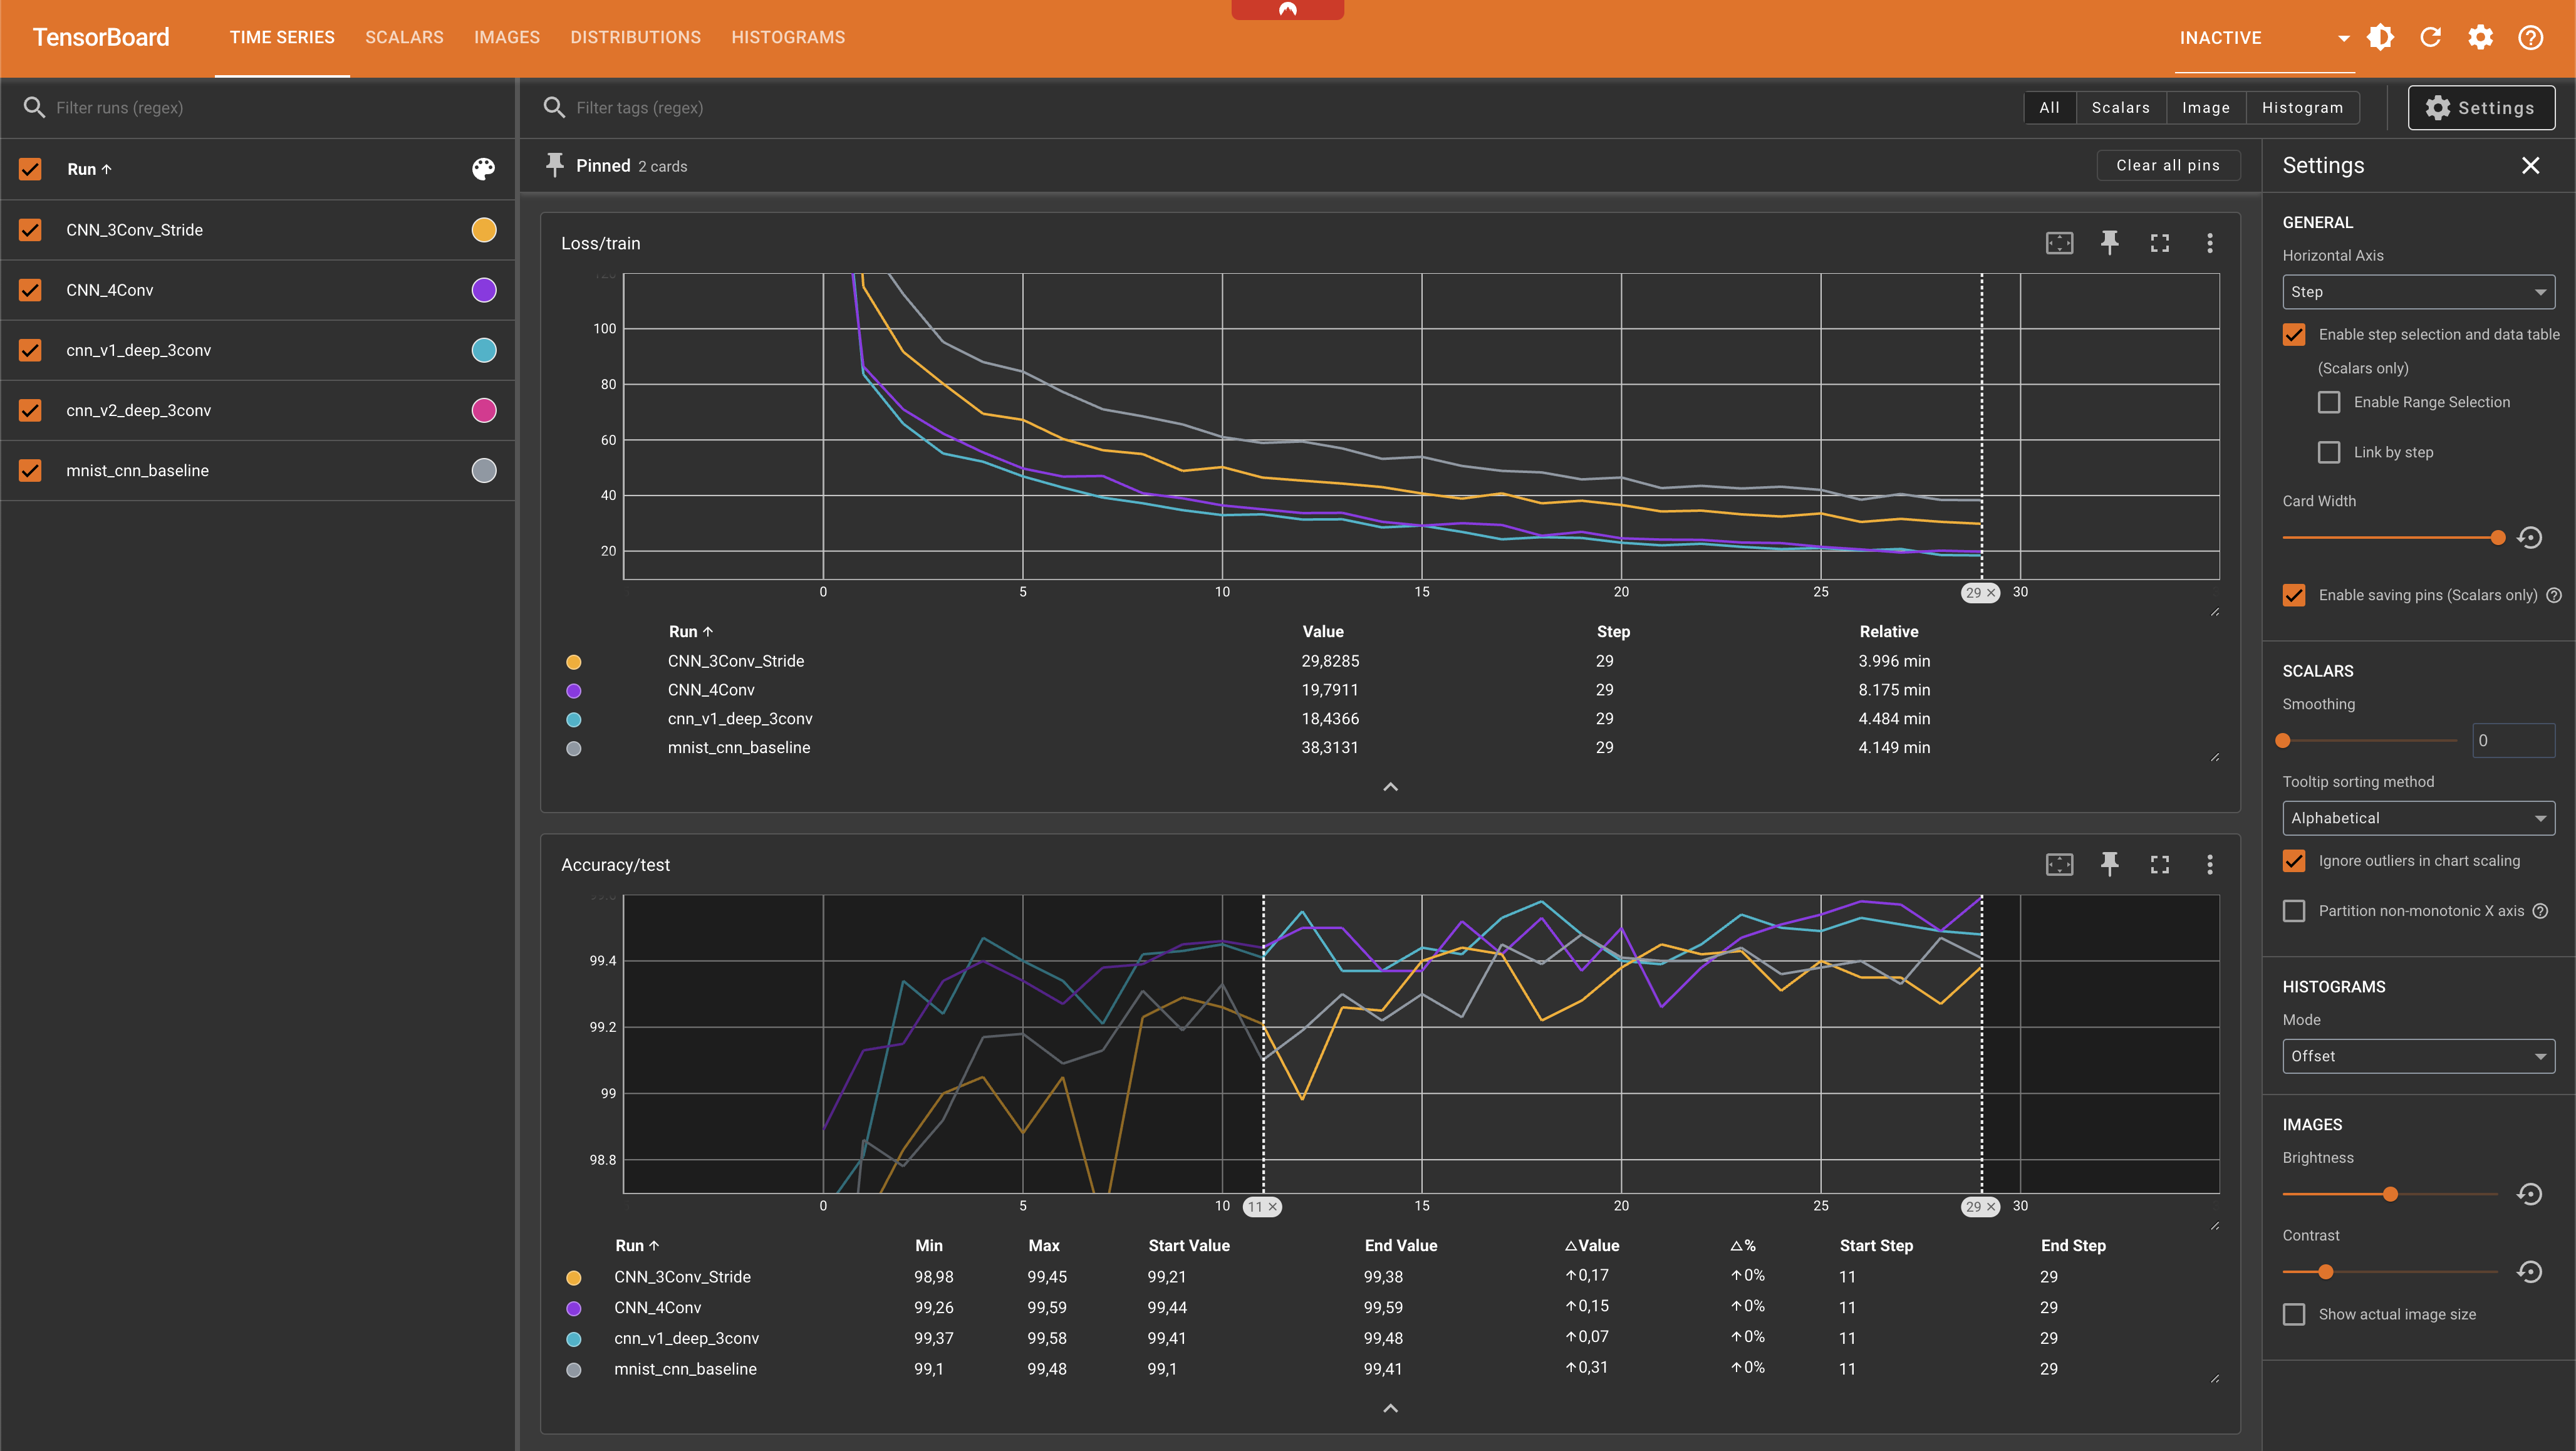 TensorBoard TIME SERIES SCALARS IMAGES DISTRIBUTIONS HISTOGRAMS INACTIVE
Filter runs (regex)
Run ↑
CNN_3Conv_Stride
CNN_4Conv
cnn_v1_deep_3conv
cnn_v2_deep_3conv
mnist_cnn_baseline
Filter tags (regex)
All Scalars Image Histogram Settings
Pinned 2 cards Clear all pins
Loss/train
120
100
80
60
40
20
0 5 10 15 20 25 29 × 30
Run ↑ Value Step Relative
CNN_3Conv_Stride 29,8285 29 3.996 min
CNN_4Conv 19,7911 29 8.175 min
cnn_v1_deep_3conv 18,4366 29 4.484 min
mnist_cnn_baseline 38,3131 29 4.149 min
Accuracy/test
99.6
99.4
99.2
99
98.8
0 5 10 11 × 15 20 25 29 × 30
Run ↑ Min Max Start Value End Value △Value △% Start Step End Step
CNN_3Conv_Stride 98,98 99,45 99,21 99,38 ↑0,17 ↑0% 11 29
CNN_4Conv 99,26 99,59 99,44 99,59 ↑0,15 ↑0% 11 29
cnn_v1_deep_3conv 99,37 99,58 99,41 99,48 ↑0,07 ↑0% 11 29
mnist_cnn_baseline 99,1 99,48 99,1 99,41 ↑0,31 ↑0% 11 29
Settings
GENERAL
Horizontal Axis
Step
Enable step selection and data table
(Scalars only)
Enable Range Selection
Link by step
Card Width
Enable saving pins (Scalars only)
SCALARS
Smoothing
0
Tooltip sorting method
Alphabetical
Ignore outliers in chart scaling
Partition non-monotonic X axis
HISTOGRAMS
Mode
Offset
IMAGES
Brightness
Contrast
Show actual image size